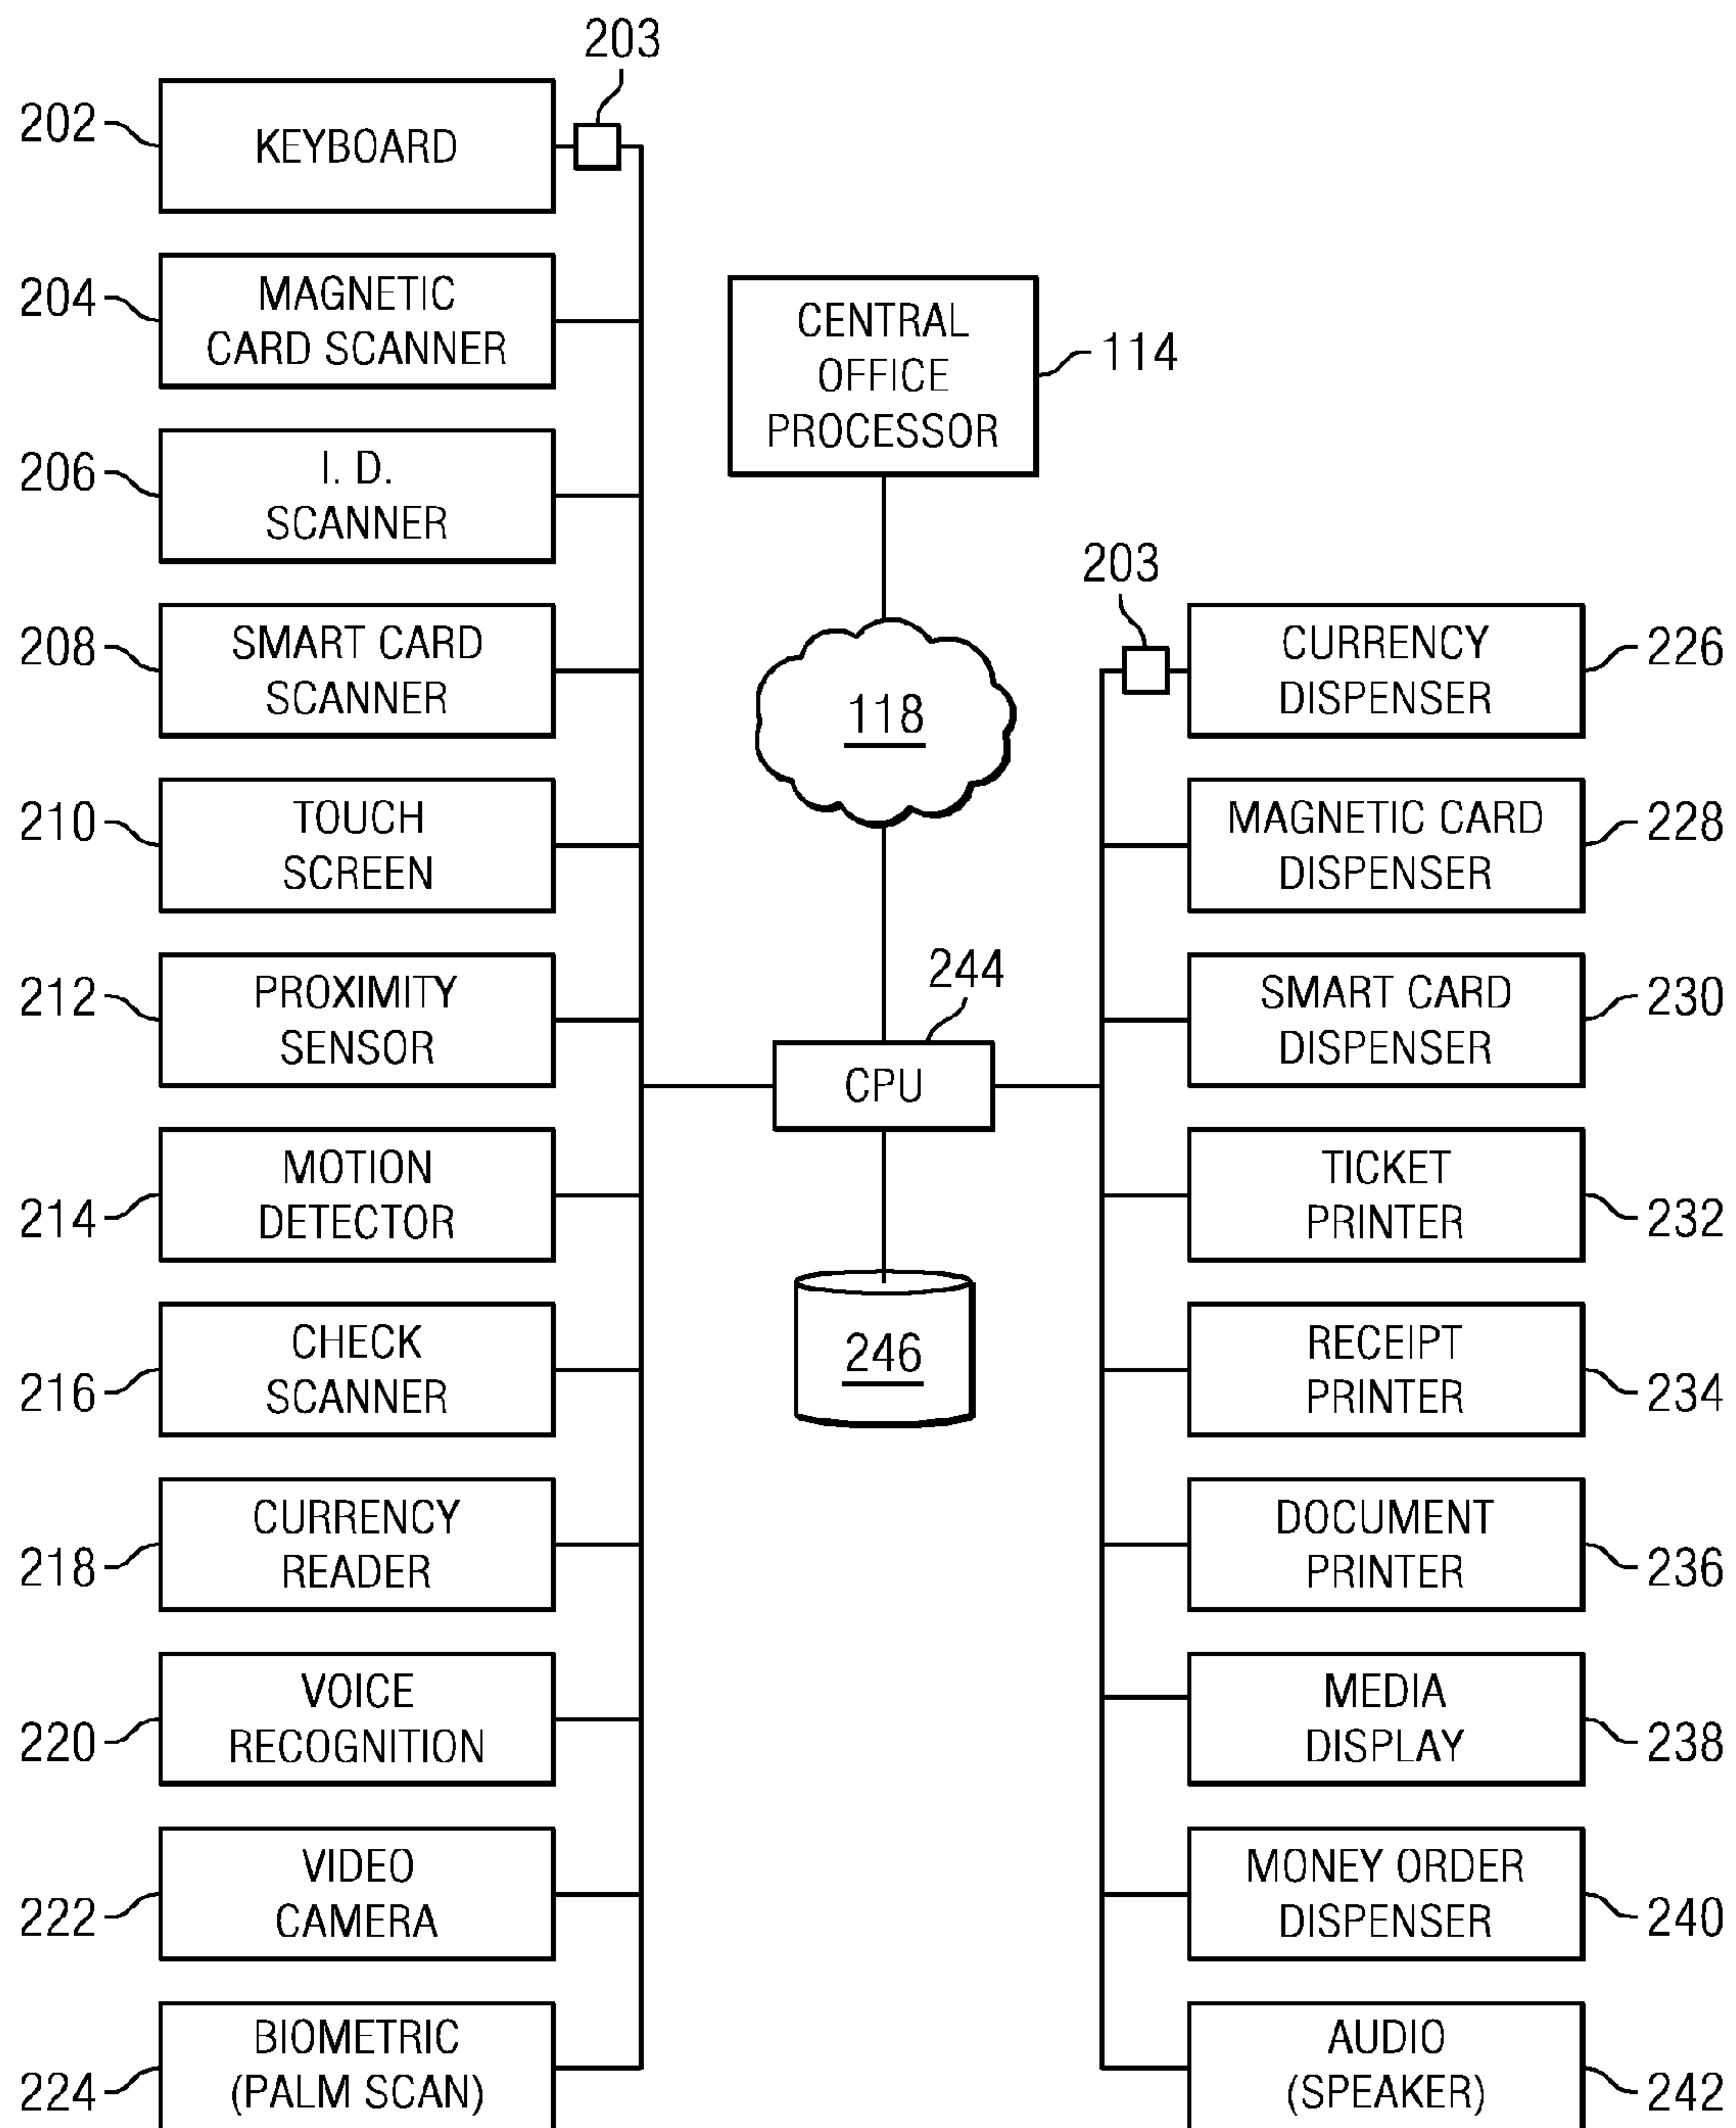 203
202
KEYBOARD
204
MAGNETIC
CARD SCANNER
206
I. D.
SCANNER
208
SMART CARD
SCANNER
210
TOUCH
SCREEN
212
PROXIMITY
SENSOR
214
MOTION
DETECTOR
216
CHECK
SCANNER
218
CURRENCY
READER
220
VOICE
RECOGNITION
222
VIDEO
CAMERA
224
BIOMETRIC
(PALM SCAN)
CENTRAL
OFFICE
PROCESSOR
114
118
244
CPU
246
203
CURRENCY
DISPENSER
226
MAGNETIC CARD
DISPENSER
228
SMART CARD
DISPENSER
230
TICKET
PRINTER
232
RECEIPT
PRINTER
234
DOCUMENT
PRINTER
236
MEDIA
DISPLAY
238
MONEY ORDER
DISPENSER
240
AUDIO
(SPEAKER)
242